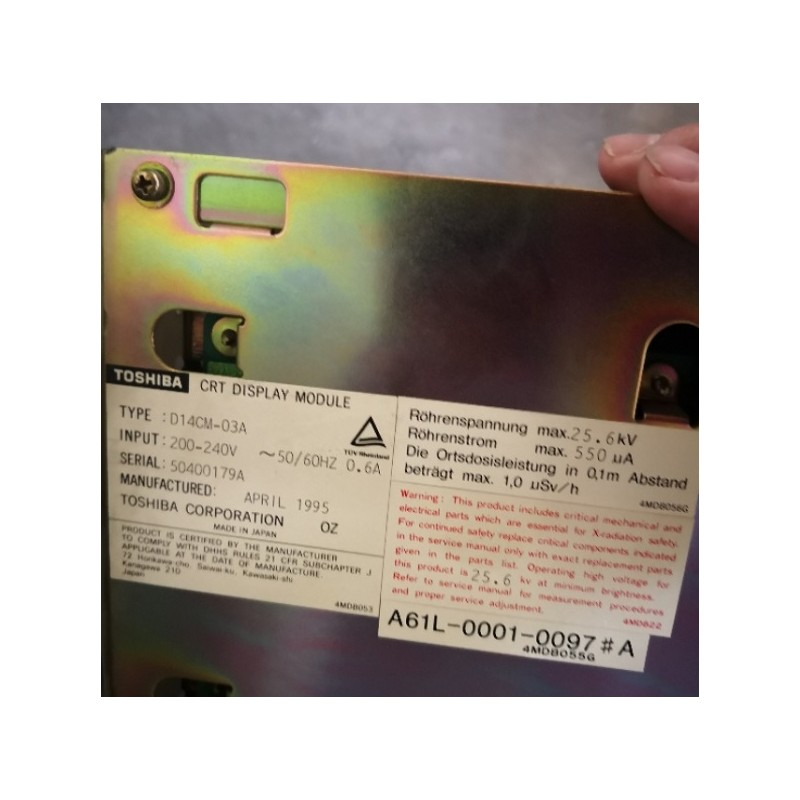 TOSHIBA CRT DISPLAY MODULE
TYPE : D14CM-03A
INPUT: 200-240V ~50/60HZ 0.6A
TÜV Rheinland
SERIAL: 50400179A
MANUFACTURED: APRIL 1995
TOSHIBA CORPORATION OZ
MADE IN JAPAN
PRODUCT IS CERTIFIED BY THE MANUFACTURER
TO COMPLY WITH DHHS RULES 21 CFR SUBCHAPTER J
APPLICABLE AT THE DATE OF MANUFACTURE.
72 Horikawa-cho, Saiwai-ku, Kawasaki-shi
Kanagawa 210
Japan
4MDB053
Röhrenspannung max.25.6kV
Röhrenstrom max. 550 µA
Die Ortsdosisleistung in 0,1m Abstand
beträgt max. 1,0 µSv/h
4MDB056G
Warning: This product includes critical mechanical and
electrical parts which are essential for X-radiation safety.
For continued safety replace critical components indicated
in the service manual only with exact replacement parts
given in the parts list. Operating high voltage for
this product is 25.6 kv at minimum brightness.
Refer to service manual for measurement procedures
and proper service adjustment.
4MDB22
A61L-0001-0097#A
4MDB055G